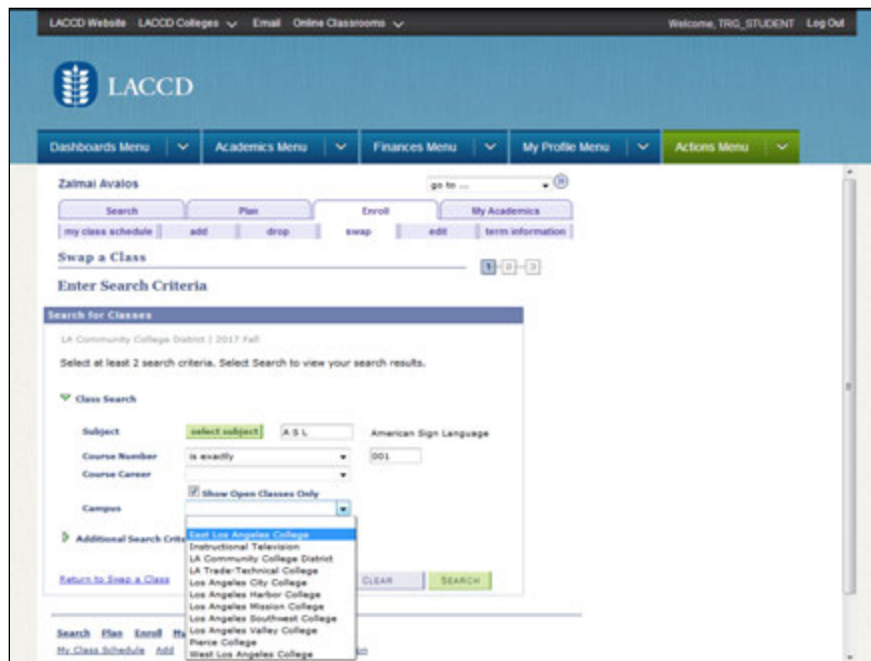 LACCD Website LACCD Colleges Email Online Classrooms Welcome, TRG_STUDENT Log Out
LACCD
Dashboards Menu Academics Menu Finances Menu My Profile Menu Actions Menu
Zalmai Avalos go to ...
Search Plan Enroll My Academics
my class schedule add drop swap edit term information
Swap a Class 1 2 3
Enter Search Criteria
Search for Classes
LA Community College District | 2017 Fall
Select at least 2 search criteria. Select Search to view your search results.
Class Search
Subject select subject A S L American Sign Language
Course Number is exactly 001
Course Career
Show Open Classes Only
Campus
East Los Angeles College
Additional Search Crite
Instructional Television
LA Community College District
LA Trade-Technical College
Return to Swap a Class Los Angeles City College CLEAR SEARCH
Los Angeles Harbor College
Los Angeles Mission College
Los Angeles Southwest College
Search Plan Enroll Los Angeles Valley College
Pierce College
My Class Schedule Add West Los Angeles College